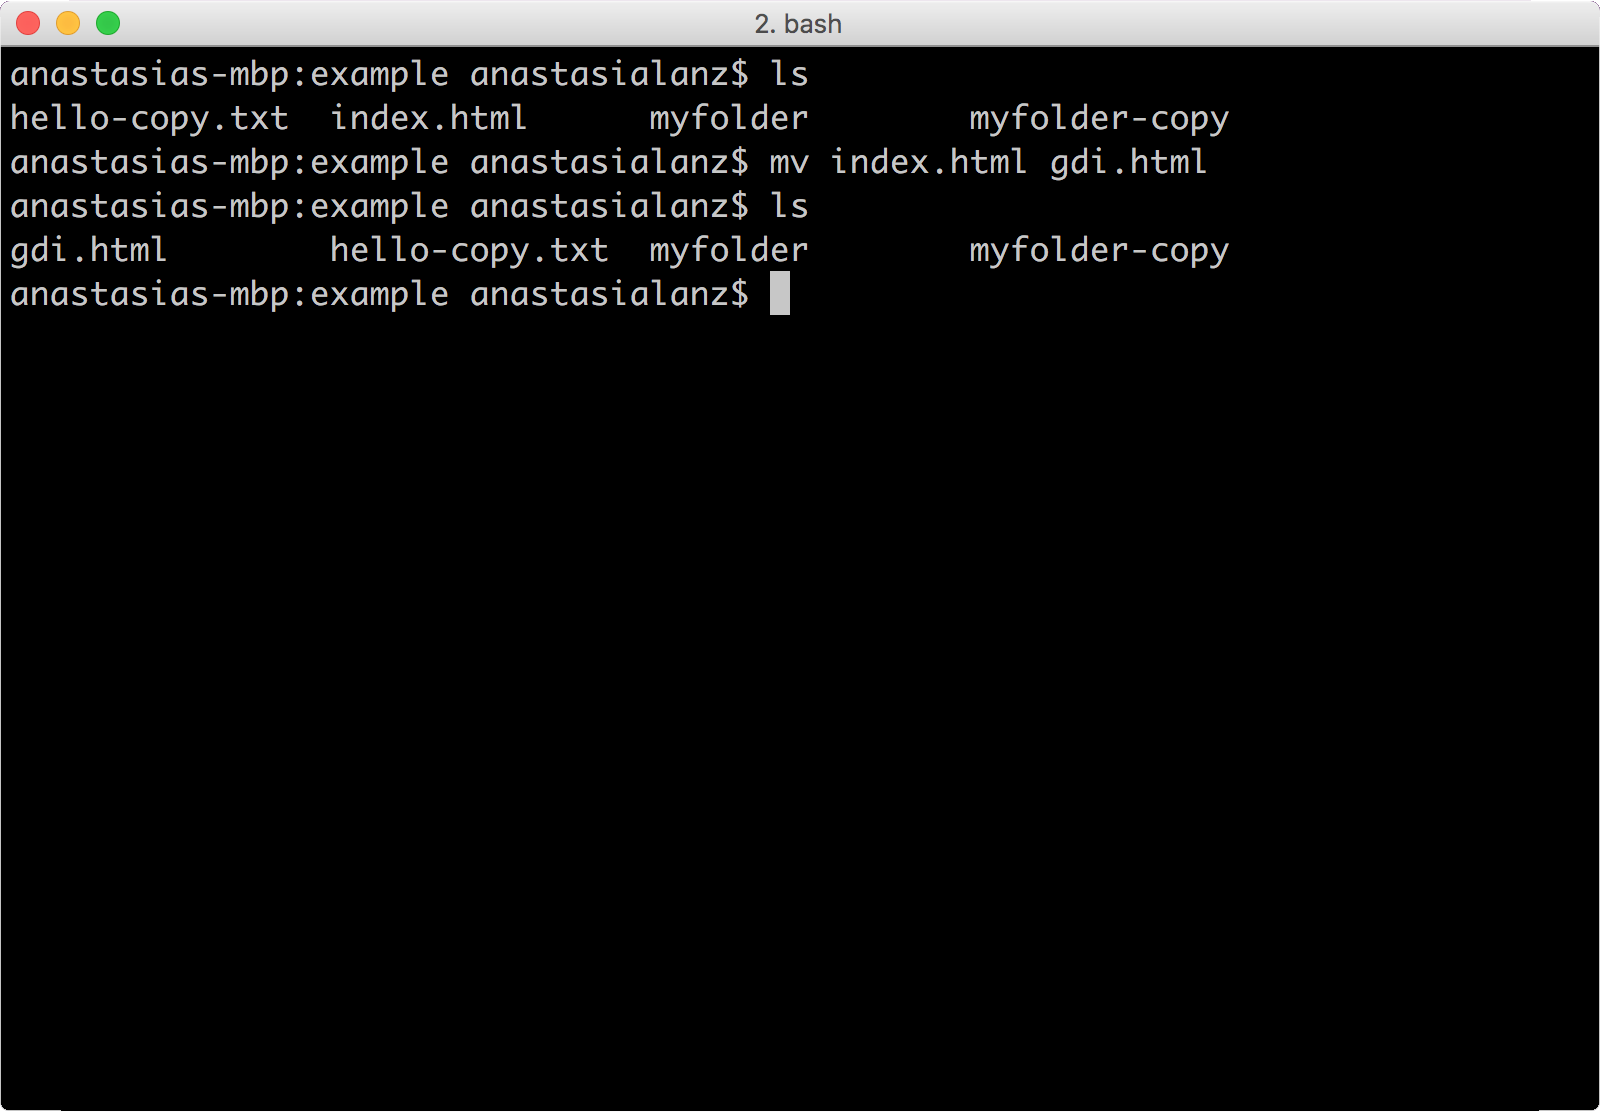 2. bash
anastasias-mbp:example anastasialanz$ ls
hello-copy.txt  index.html      myfolder        myfolder-copy
anastasias-mbp:example anastasialanz$ mv index.html gdi.html
anastasias-mbp:example anastasialanz$ ls
gdi.html        hello-copy.txt  myfolder        myfolder-copy
anastasias-mbp:example anastasialanz$